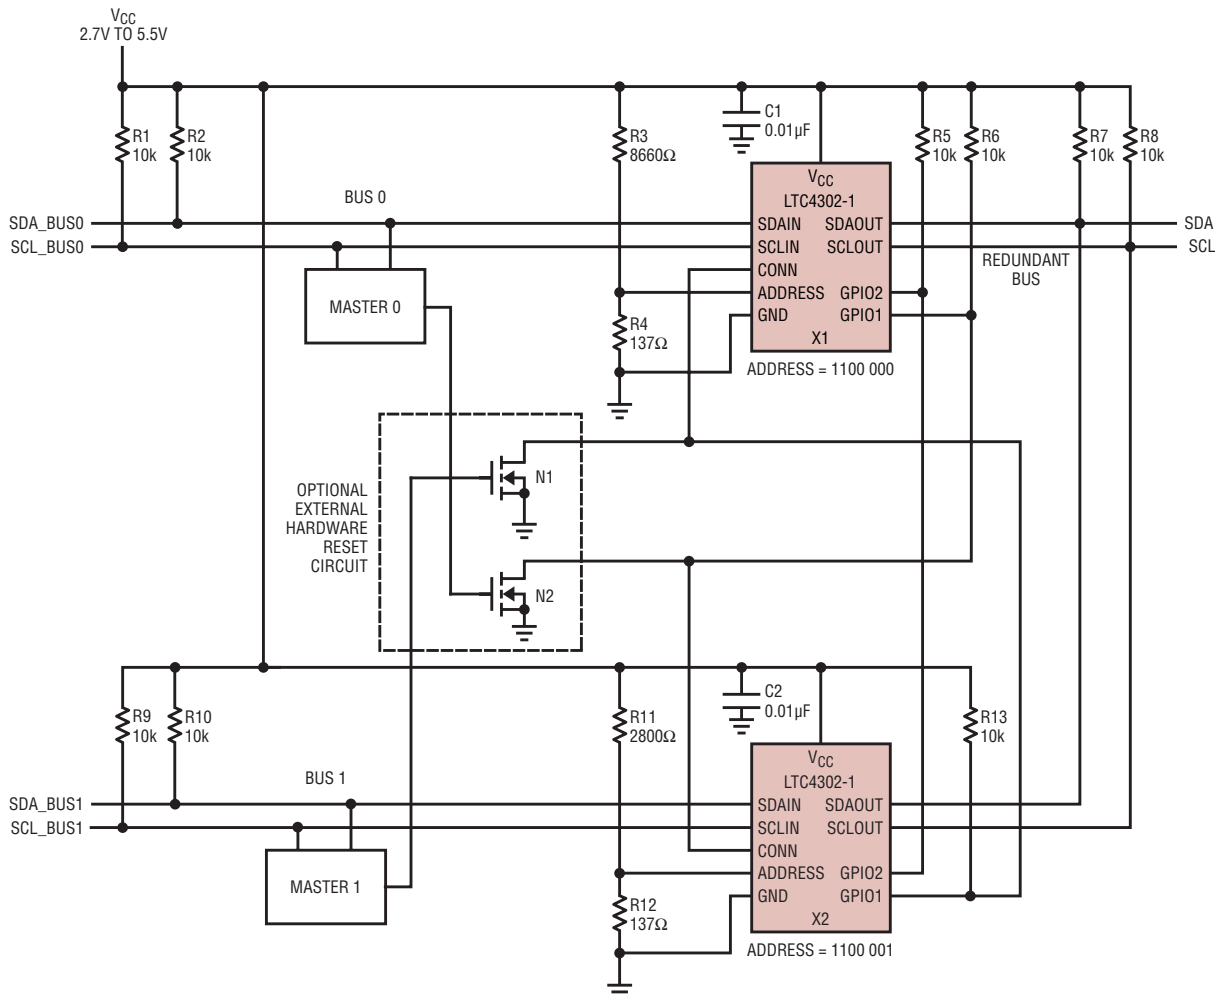 VCC
2.7V TO 5.5V
R1
10k
R2
10k
R3
8660Ω
C1
0.01µF
R5
10k
R6
10k
R7
10k
R8
10k
BUS 0
SDA_BUS0
SCL_BUS0
MASTER 0
VCC
LTC4302-1
SDAIN SDAOUT
SCLIN SCLOUT
CONN
ADDRESS GPIO2
GND GPIO1
X1
SDA
SCL
REDUNDANT
BUS
R4
137Ω
ADDRESS = 1100 000
OPTIONAL
EXTERNAL
HARDWARE
RESET
CIRCUIT
N1
N2
R9
10k
R10
10k
R11
2800Ω
C2
0.01µF
R13
10k
BUS 1
SDA_BUS1
SCL_BUS1
MASTER 1
VCC
LTC4302-1
SDAIN SDAOUT
SCLIN SCLOUT
CONN
ADDRESS GPIO2
GND GPIO1
X2
R12
137Ω
ADDRESS = 1100 001